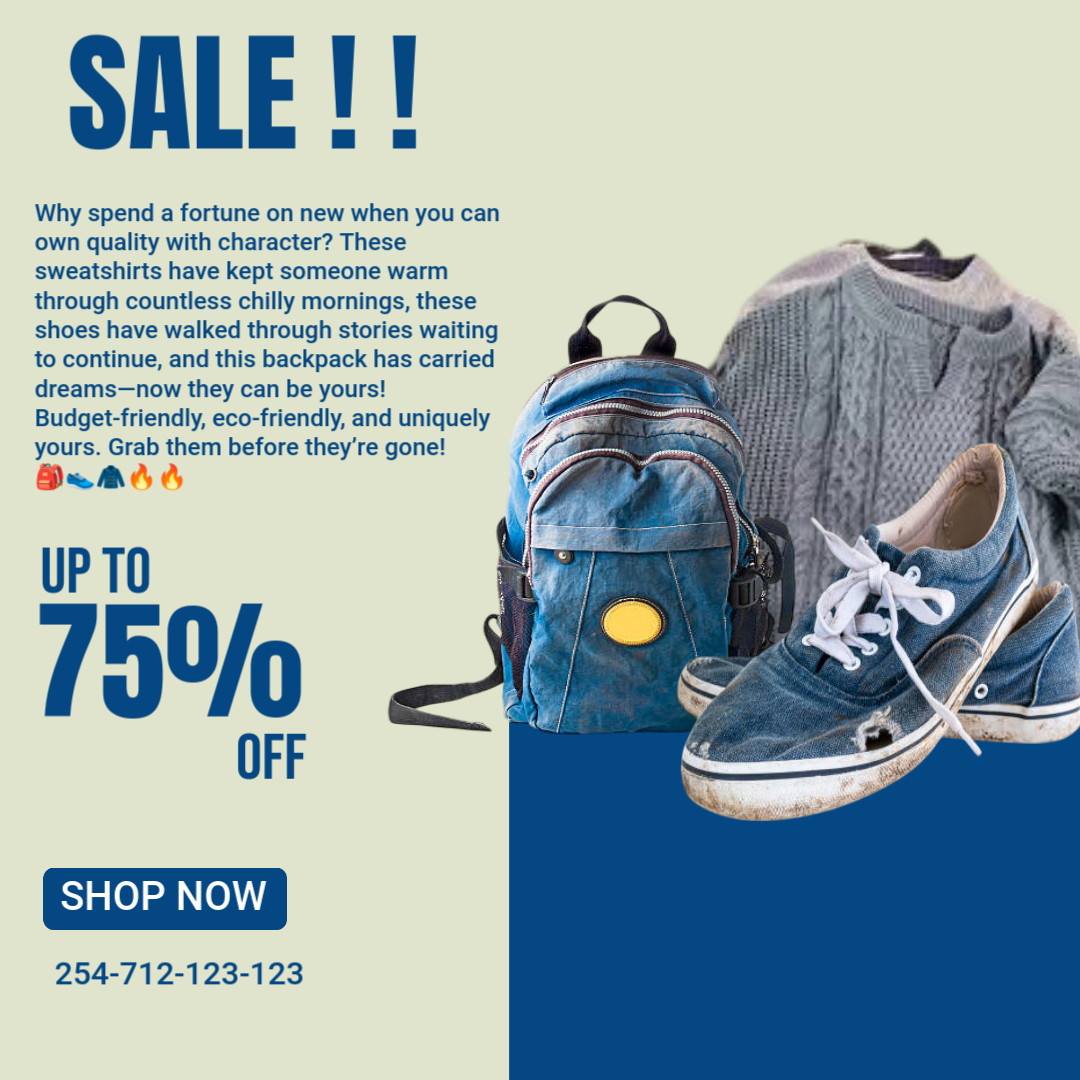 SALE ! !
Why spend a fortune on new when you can
own quality with character? These
sweatshirts have kept someone warm
through countless chilly mornings, these
shoes have walked through stories waiting
to continue, and this backpack has carried
dreams—now they can be yours!
Budget-friendly, eco-friendly, and uniquely
yours. Grab them before they’re gone!
🎒👟🧥🔥🔥
UP TO
75%
OFF
SHOP NOW
254-712-123-123